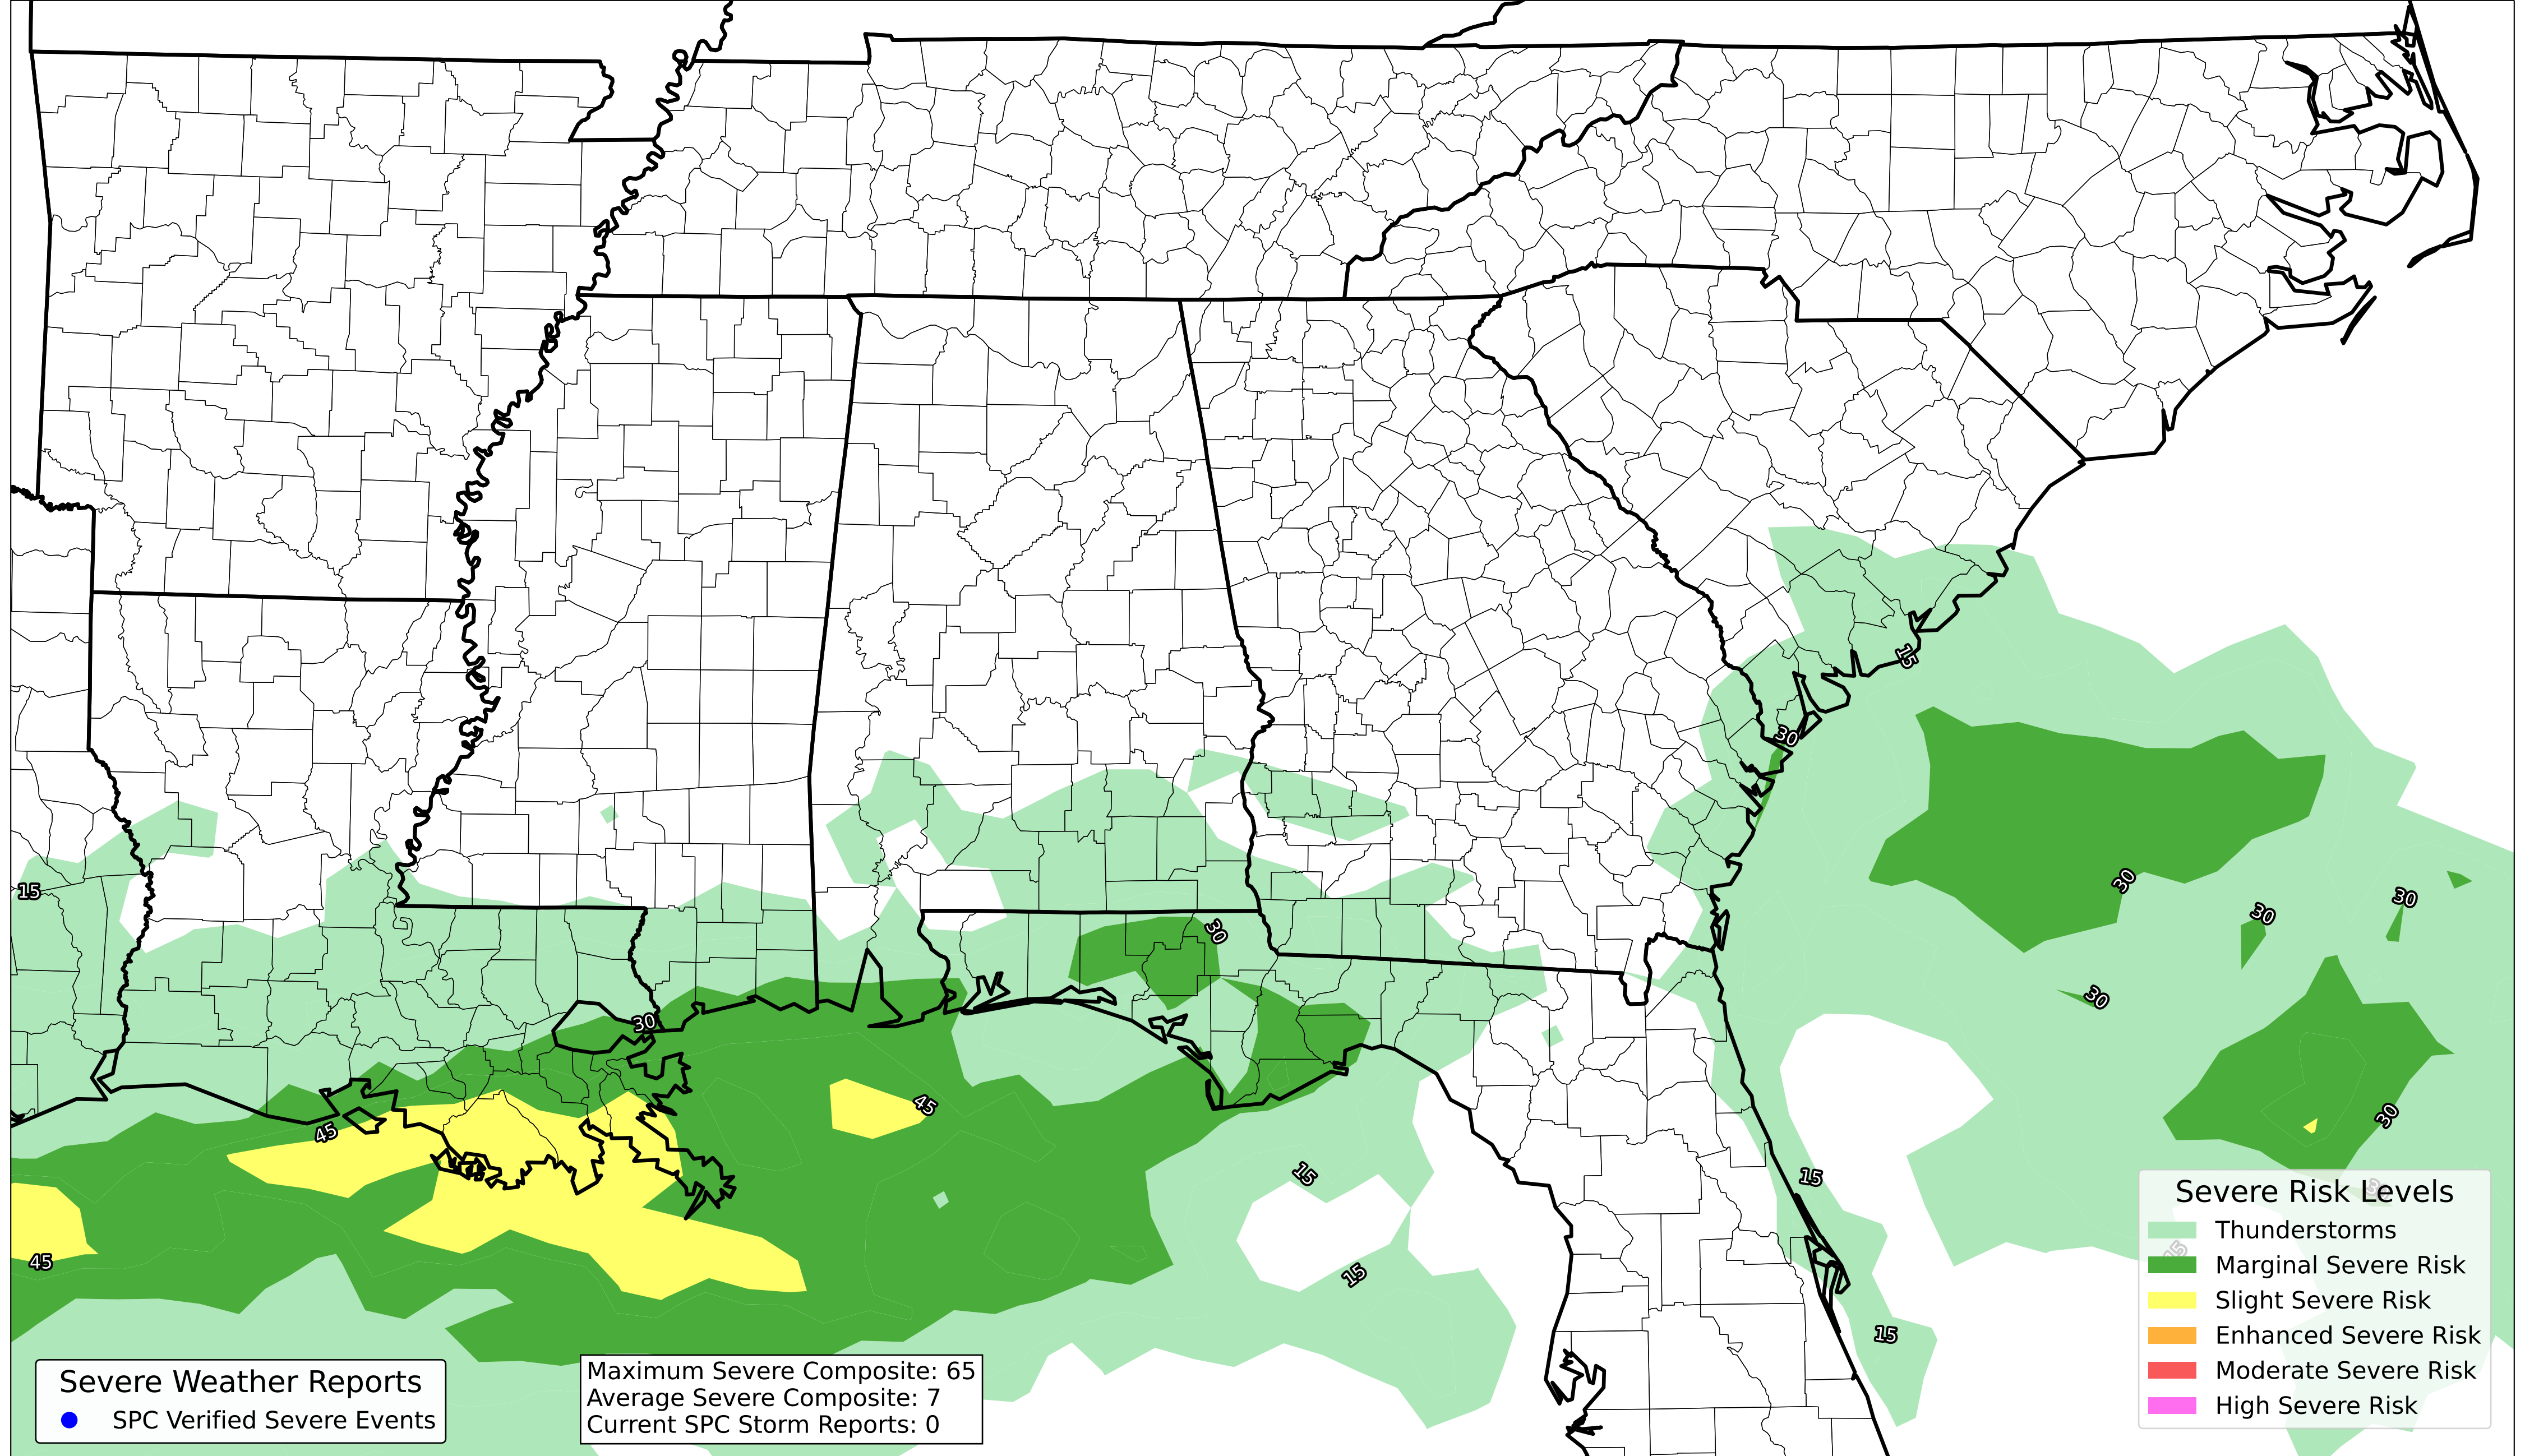 15
30
15
30
30
30
30
30
30
45
45
30
15
15
45
15
15
Severe Risk Levels
Thunderstorms
Marginal Severe Risk
Slight Severe Risk
Enhanced Severe Risk
Moderate Severe Risk
High Severe Risk
15
Severe Weather Reports
SPC Verified Severe Events
Maximum Severe Composite: 65
Average Severe Composite: 7
Current SPC Storm Reports: 0